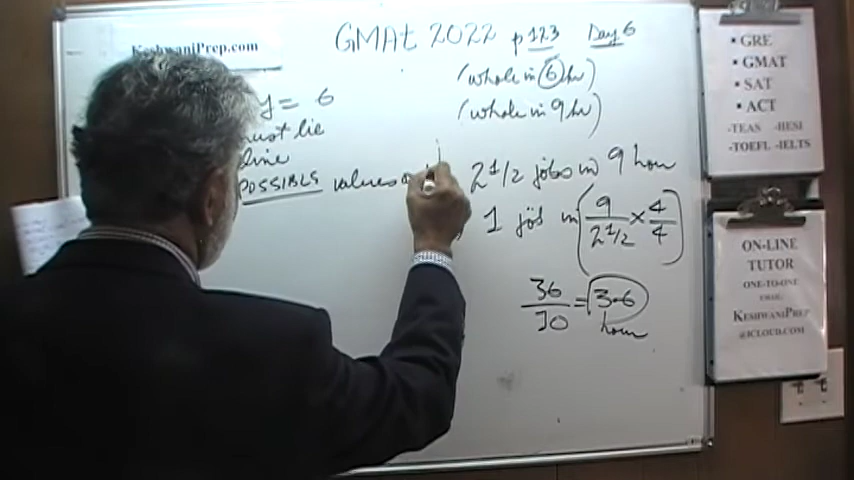 KeshwaniPrep.com
GMAt 2022 p 123 Day 6
(whole in 6 hr)
(whole in 9 hr)
y = 6
must lie
line
POSSIBLE values
2 1/2 jobs in 9 hour
1 job in (9/2 1/2 × 4/4)
36/10 = 3.6
hour
• GRE
• GMAT
• SAT
• ACT
-TEAS -HESI
-TOEFL -IELTS
ON-LINE
TUTOR
ONE-TO-ONE
EMAIL
KESHWANIPREP
@ICLOUD.COM